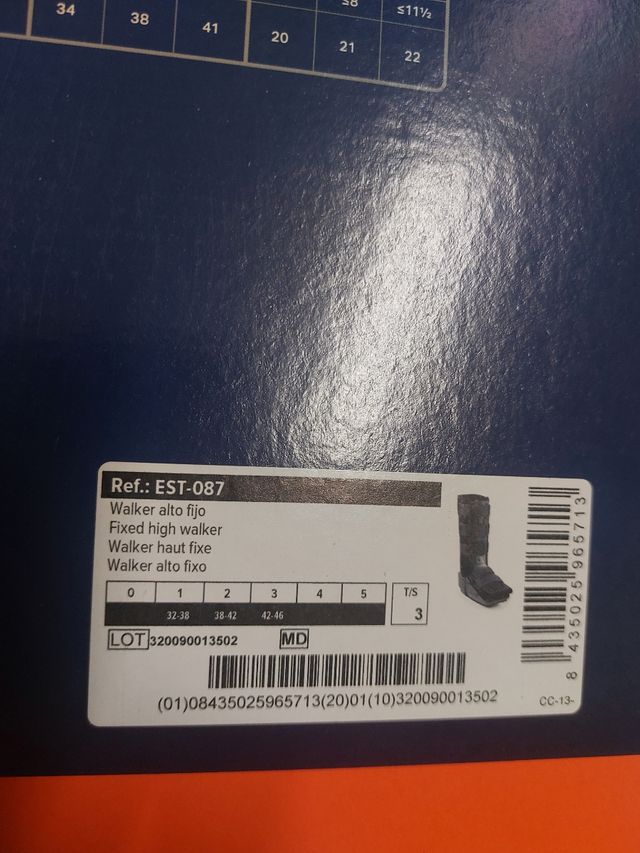 ≤8 ≤11½
34 38 41 20 21 22
Ref.: EST-087
Walker alto fijo
Fixed high walker
Walker haut fixe
Walker alto fixo
0 1 2 3 4 5 T/S
32-38 38-42 42-46 3
LOT 320090013502 MD
(01)08435025965713(20)01(10)320090013502
CC-13-
8 435025 965713